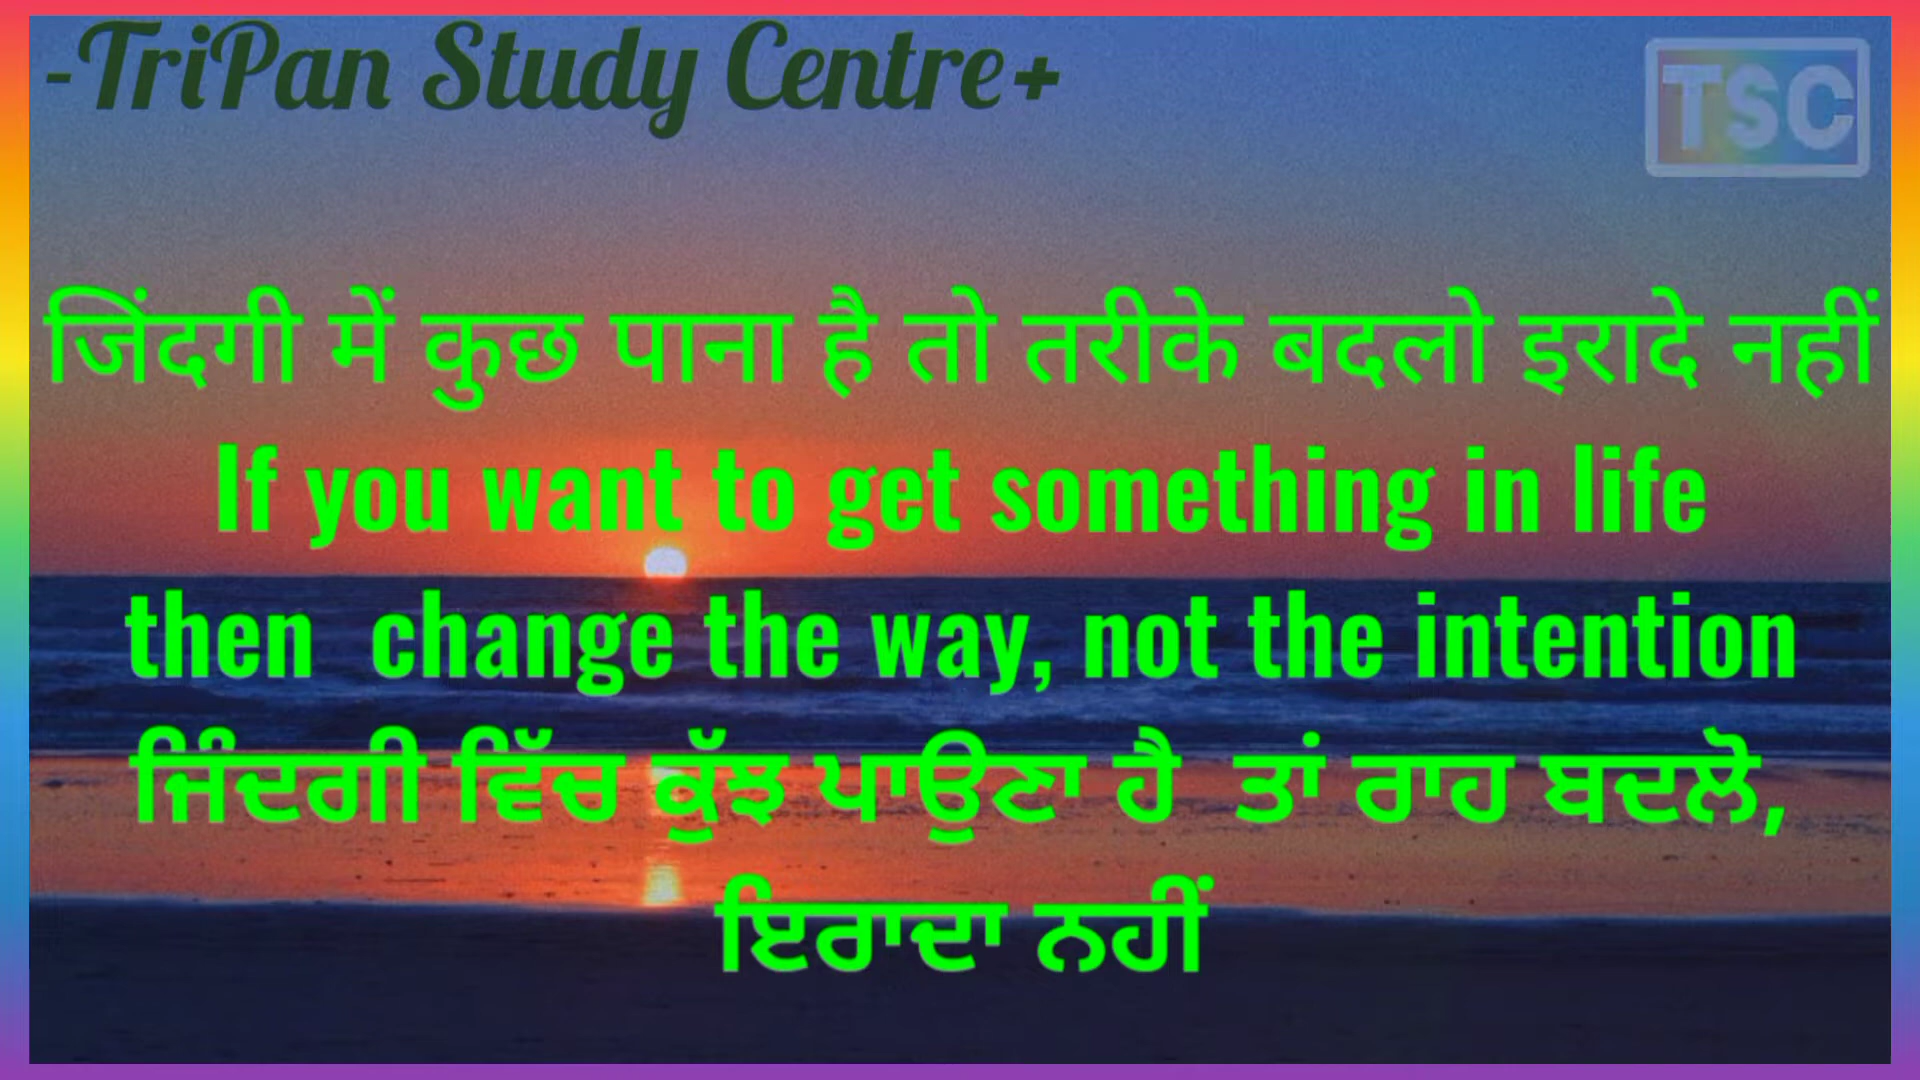 -TriPan Study Centre+
TSC
जिंदगी में कुछ पाना है तो तरीके बदलो इरादे नहीं
If you want to get something in life
then  change the way, not the intention
ਜਿੰਦਗੀ ਵਿੱਚ ਕੁੱਝ ਪਾਉਣਾ ਹੈ  ਤਾਂ ਰਾਹ ਬਦਲੋ,
ਇਰਾਦਾ ਨਹੀਂ